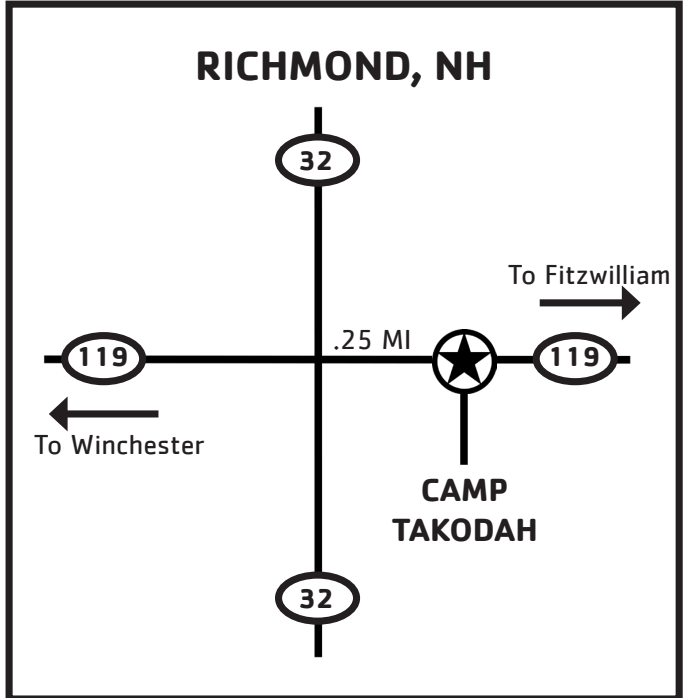 RICHMOND, NH
32
To Fitzwilliam
.25 MI
119
119
To Winchester
CAMP
TAKODAH
32